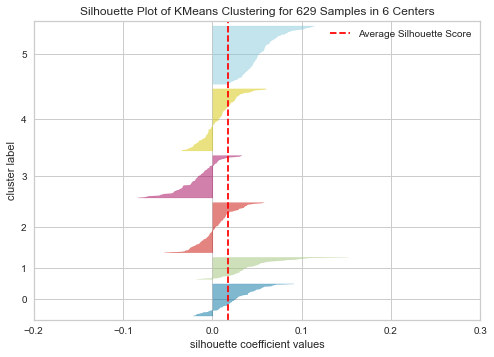 Silhouette Plot of KMeans Clustering for 629 Samples in 6 Centers
Average Silhouette Score
cluster label
5
4
3
2
1
0
-0.2 -0.1 0.0 0.1 0.2 0.3
silhouette coefficient values